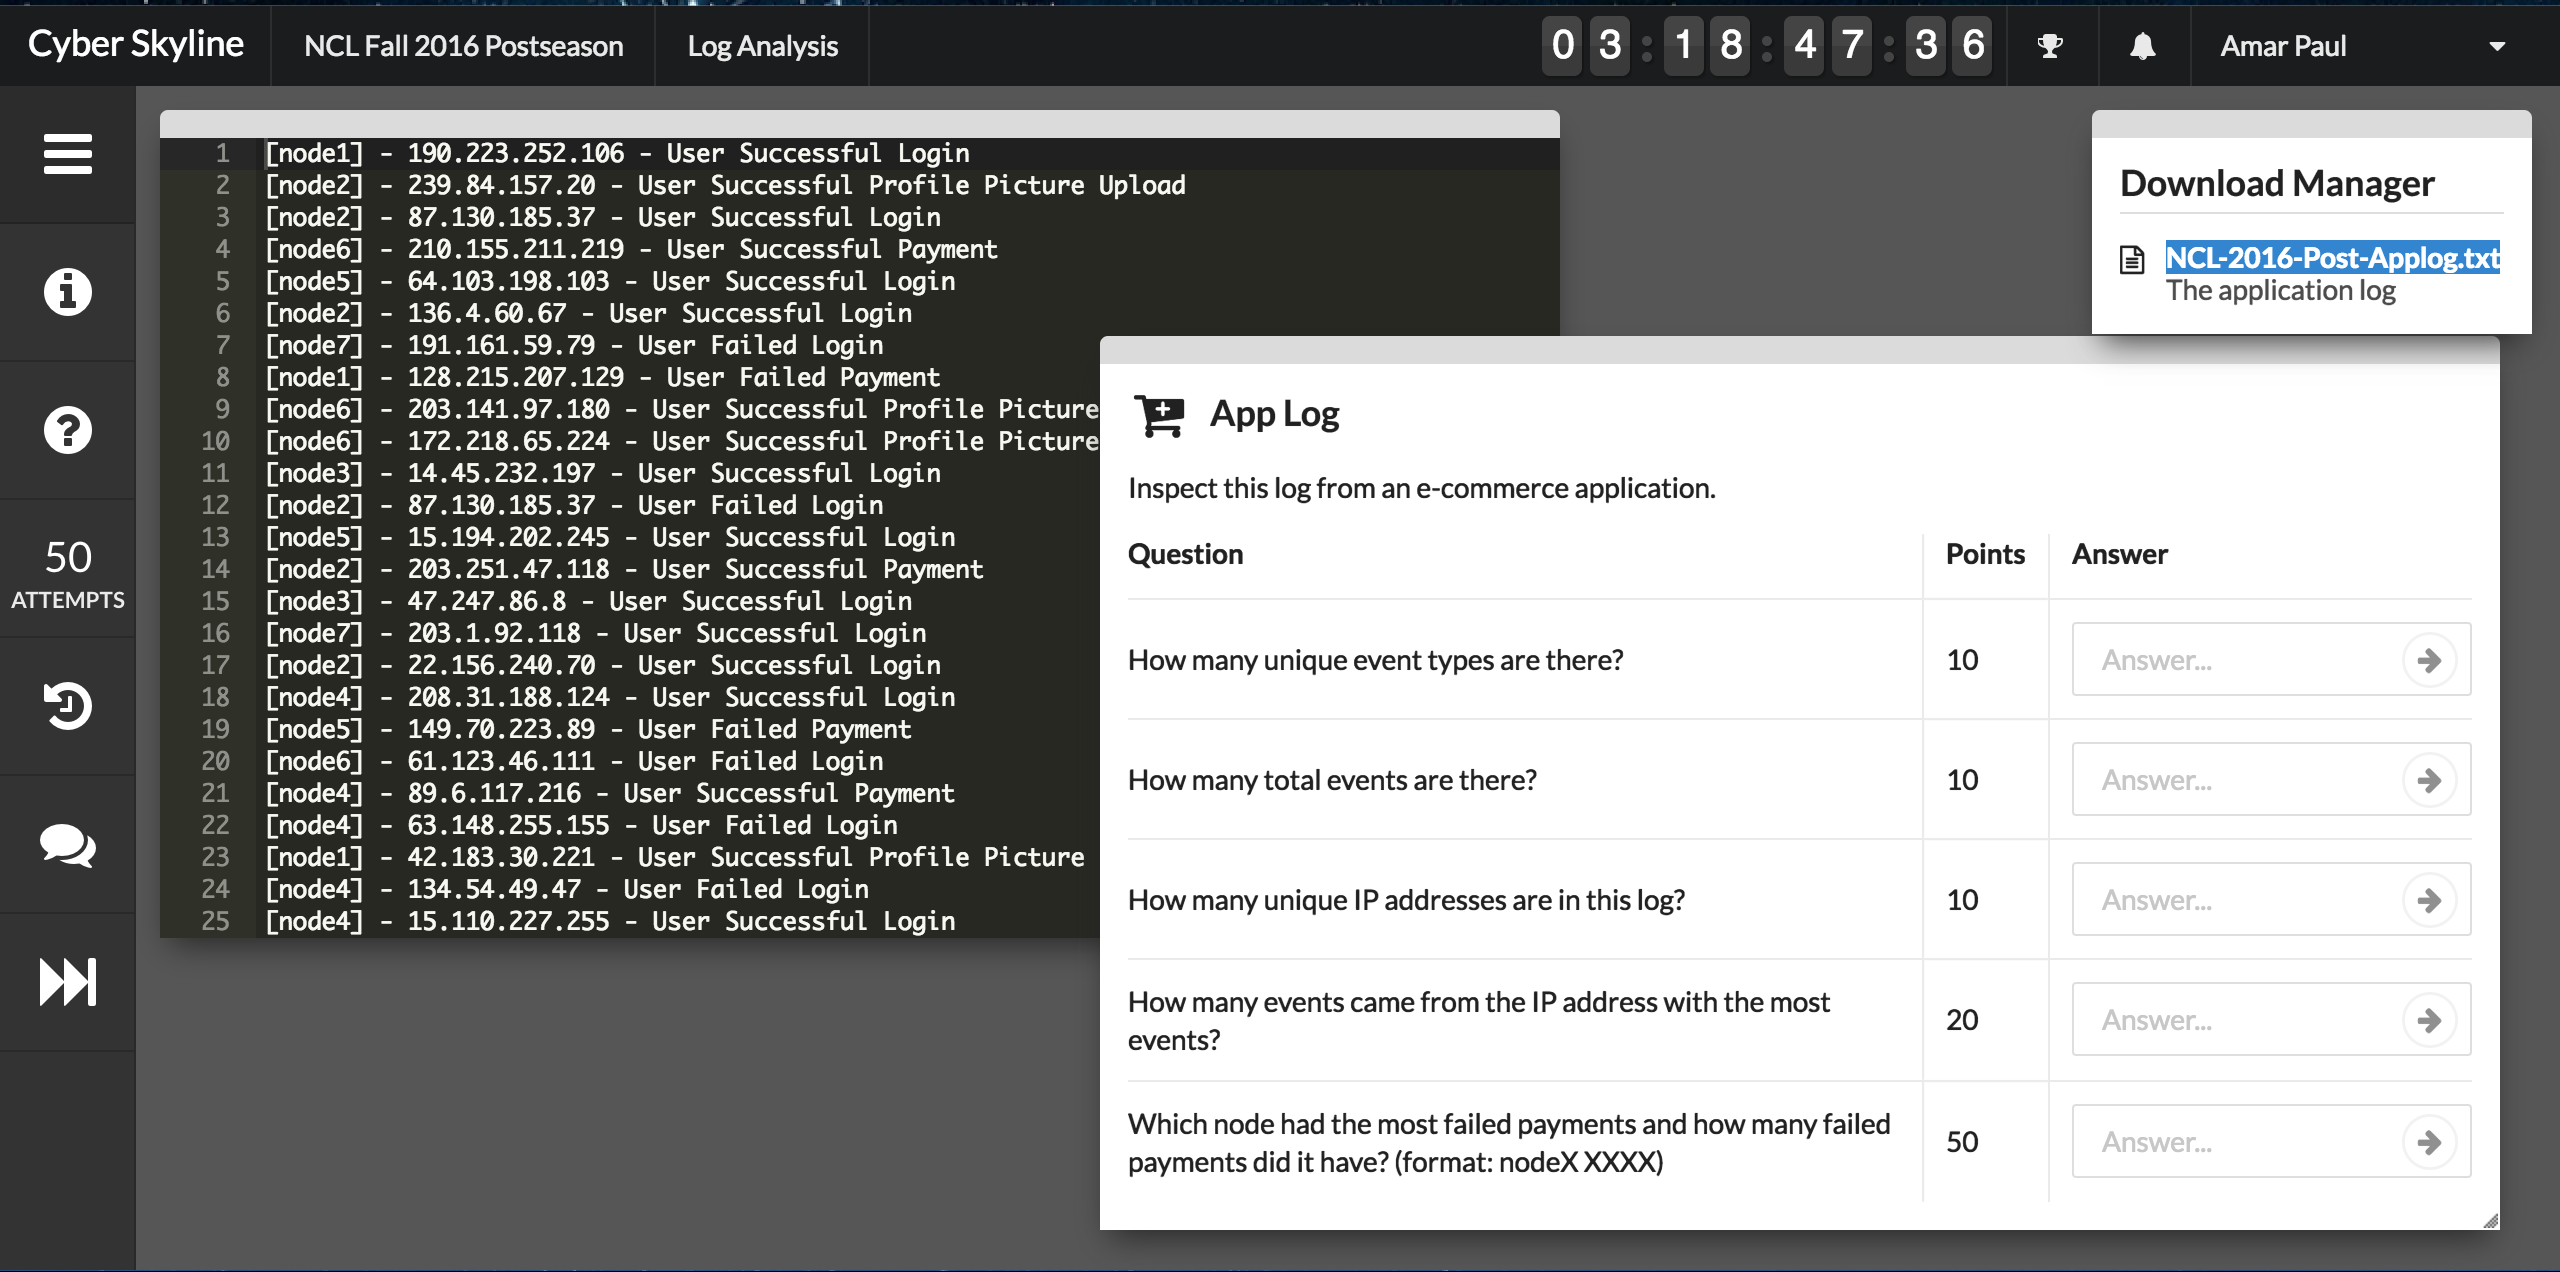 Cyber Skyline
NCL Fall 2016 Postseason
Log Analysis
03:18:47:36
Amar Paul
50
ATTEMPTS
1 [node1] - 190.223.252.106 - User Successful Login
2 [node2] - 239.84.157.20 - User Successful Profile Picture Upload
3 [node2] - 87.130.185.37 - User Successful Login
4 [node6] - 210.155.211.219 - User Successful Payment
5 [node5] - 64.103.198.103 - User Successful Login
6 [node2] - 136.4.60.67 - User Successful Login
7 [node7] - 191.161.59.79 - User Failed Login
8 [node1] - 128.215.207.129 - User Failed Payment
9 [node6] - 203.141.97.180 - User Successful Profile Picture
10 [node6] - 172.218.65.224 - User Successful Profile Picture
11 [node3] - 14.45.232.197 - User Successful Login
12 [node2] - 87.130.185.37 - User Failed Login
13 [node5] - 15.194.202.245 - User Successful Login
14 [node2] - 203.251.47.118 - User Successful Payment
15 [node3] - 47.247.86.8 - User Successful Login
16 [node7] - 203.1.92.118 - User Successful Login
17 [node2] - 22.156.240.70 - User Successful Login
18 [node4] - 208.31.188.124 - User Successful Login
19 [node5] - 149.70.223.89 - User Failed Payment
20 [node6] - 61.123.46.111 - User Failed Login
21 [node4] - 89.6.117.216 - User Successful Payment
22 [node4] - 63.148.255.155 - User Failed Login
23 [node1] - 42.183.30.221 - User Successful Profile Picture
24 [node4] - 134.54.49.47 - User Failed Login
25 [node4] - 15.110.227.255 - User Successful Login
Download Manager
NCL-2016-Post-Applog.txt
The application log
App Log
Inspect this log from an e-commerce application.
Question Points Answer
How many unique event types are there? 10 Answer...
How many total events are there? 10 Answer...
How many unique IP addresses are in this log? 10 Answer...
How many events came from the IP address with the most
events? 20 Answer...
Which node had the most failed payments and how many failed
payments did it have? (format: nodeX XXXX) 50 Answer...